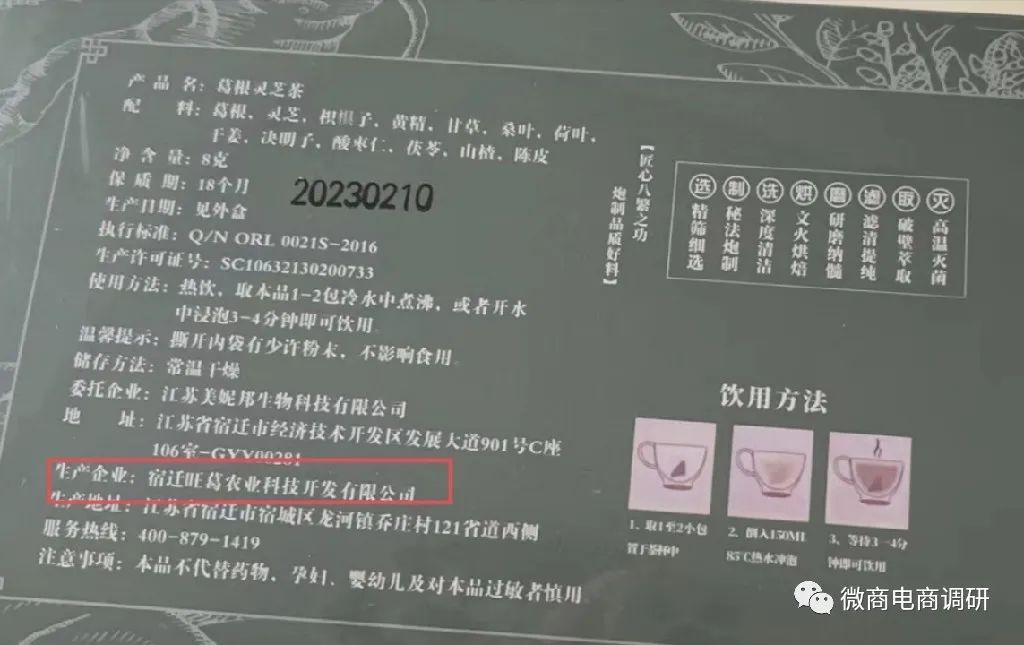 产品名：葛根灵芝茶
配料：葛根，灵芝，枳椇子，黄精，甘草，桑叶，荷叶，
干姜，决明子，酸枣仁，茯苓，山楂，陈皮
净含量：8克
保质期：18个月
20230210
生产日期：见外盒
执行标准：Q/N ORL 0021S-2016
生产许可证号：SC10632130200733
使用方法：热饮，取本品1-2包冷水中煮沸，或者开水
中浸泡3-4分钟即可饮用
温馨提示：撕开内袋有少许粉末，不影响食用
储存方法：常温干燥
委托企业：江苏美妮邦生物科技有限公司
地址：江苏省宿迁市经济技术开发区发展大道901号C座
106室-GYY00281
生产企业：宿迁旺葛农业科技开发有限公司
生产地址：江苏省宿迁市宿城区龙河镇乔庄村121省道西侧
服务热线：400-879-1419
注意事项：本品不代替药物，孕妇、婴幼儿及对本品过敏者慎用
【匠心八繁之功
炮制品质好料】
选 精筛细选
制 秘法炮制
洗 深度清洁
烘 文火烘焙
磨 研磨纳髓
滤 滤清提纯
取 破壁萃取
灭 高温灭菌
饮用方法
1、取1至2小包
置于杯中
2、倒入150ML
85℃热水冲泡
3、等待3-4分
钟即可饮用
微商电商调研